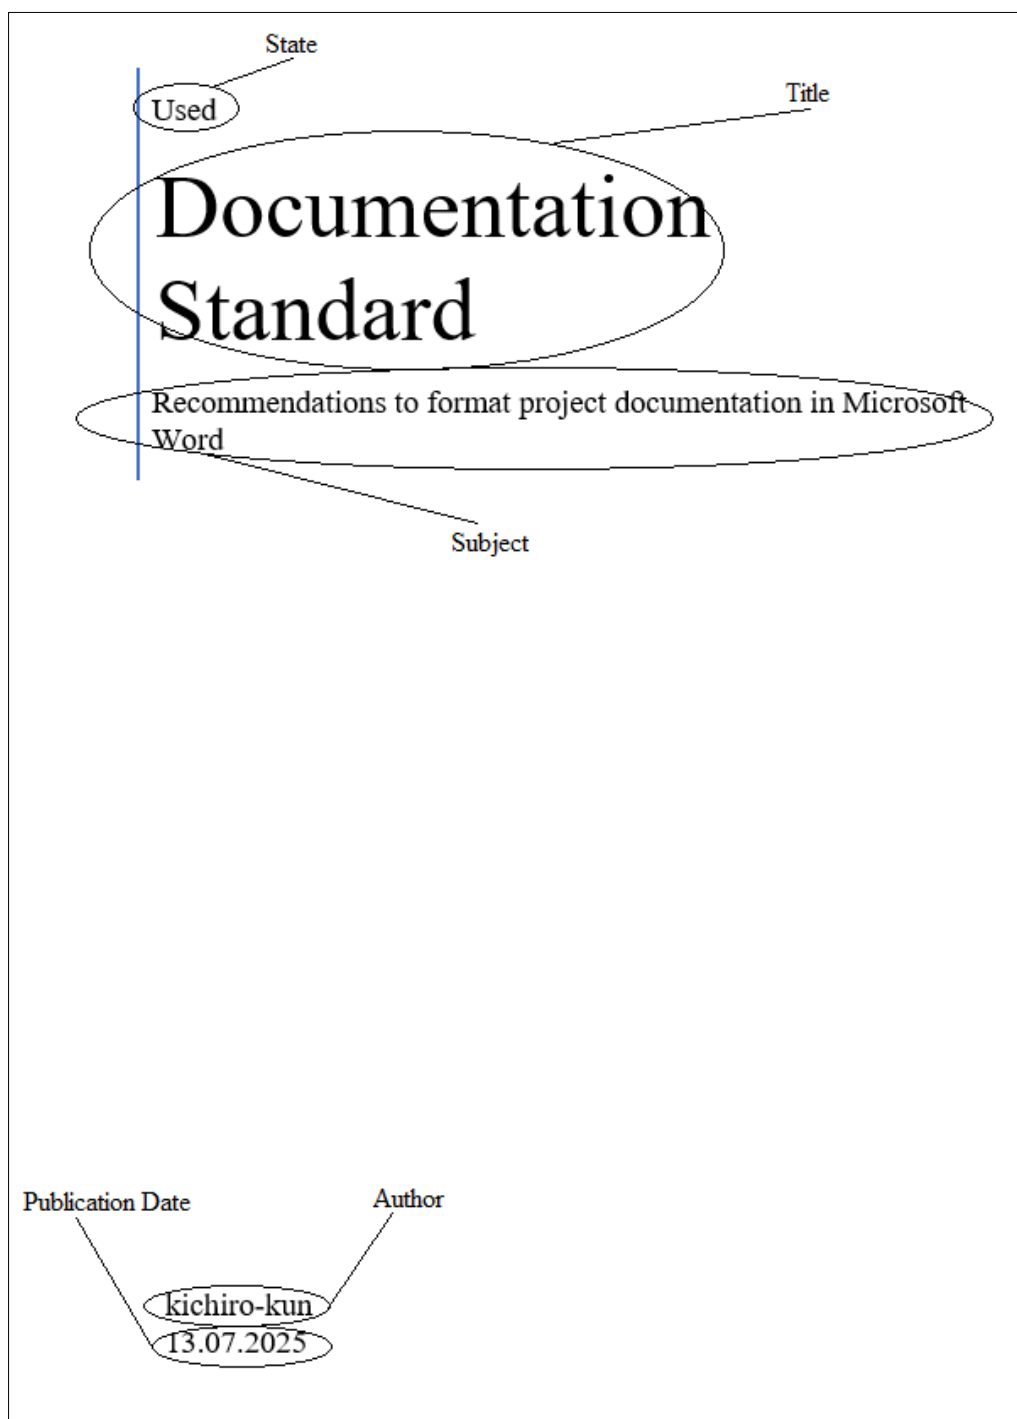 State
Title
Used
Documentation
Standard
Recommendations to format project documentation in Microsoft
Word
Subject
Publication Date
Author
kichiro-kun
13.07.2025